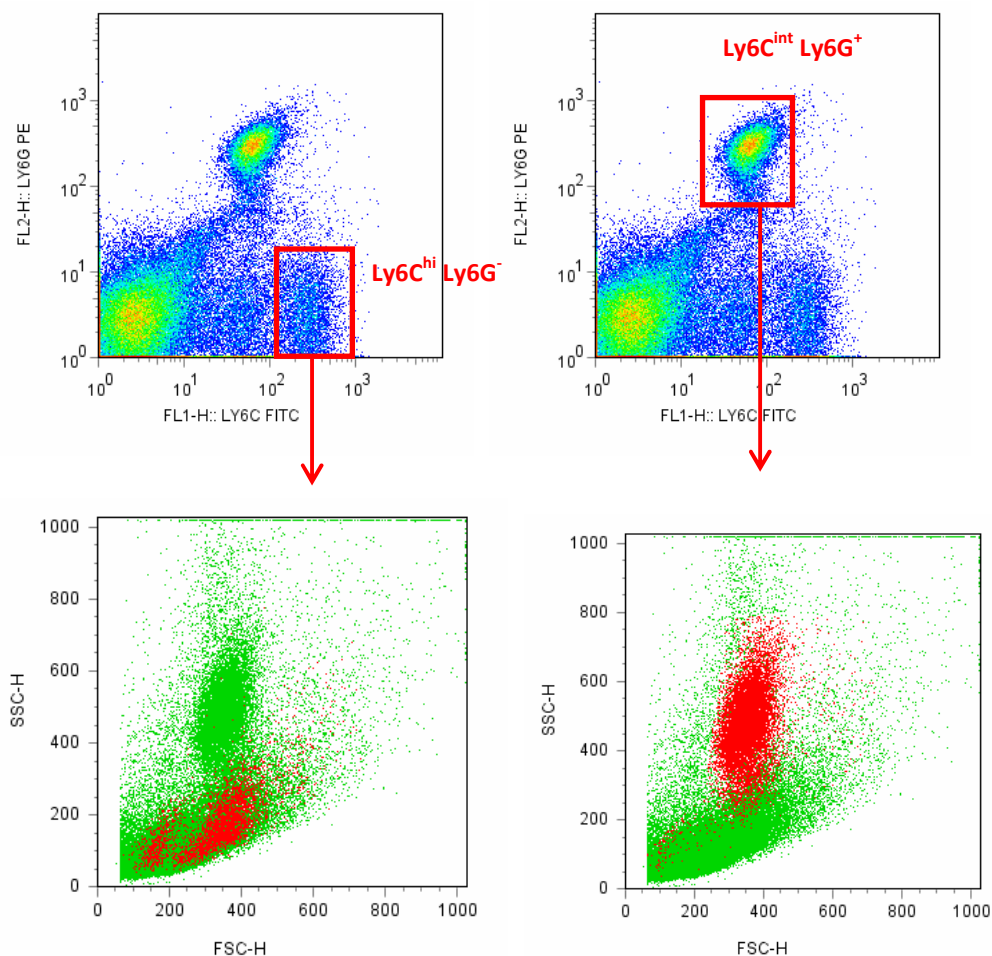 Ly6C^int Ly6G^+
10^3
10^2
10^1
10^0
FL2-H:: LY6G PE
Ly6C^hi Ly6G^-
10^0 10^1 10^2 10^3
FL1-H:: LY6C FITC
10^3
10^2
10^1
10^0
FL2-H:: LY6G PE
10^0 10^1 10^2 10^3
FL1-H:: LY6C FITC
1000
800
600
400
200
0
SSC-H
0 200 400 600 800 1000
FSC-H
1000
800
600
400
200
0
SSC-H
0 200 400 600 800 1000
FSC-H